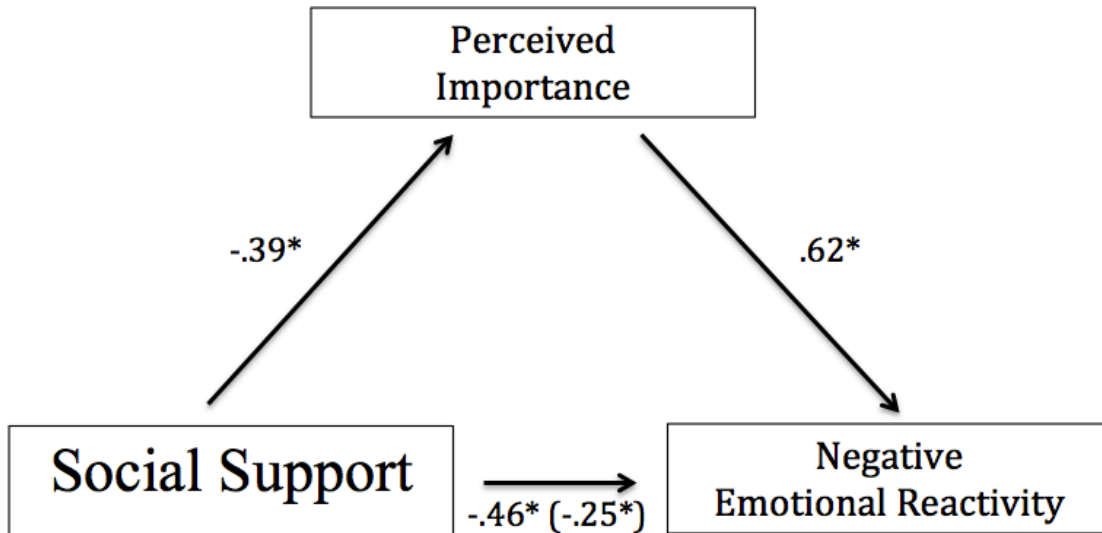 Perceived
Importance
-.39*
.62*
Social Support
-.46* (-.25*)
Negative
Emotional Reactivity